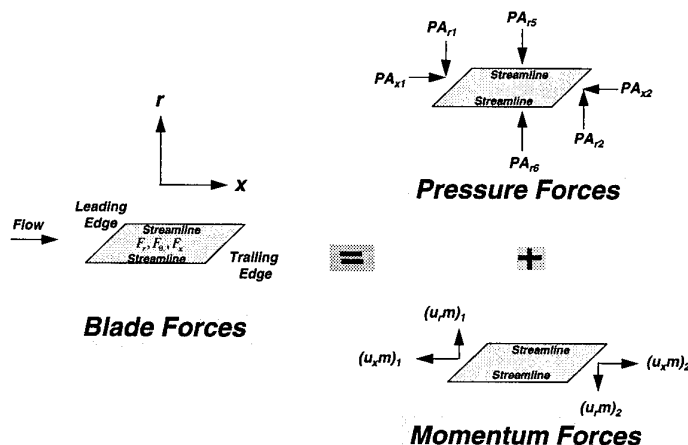 PA_r1
PA_r5
Streamline
PA_x1
PA_x2
Streamline
PA_r2
PA_r6
Pressure Forces
r
x
Leading
Edge
Flow
Streamline
F_r, F_θ, F_x
Streamline
Trailing
Edge
Blade Forces
=
+
(u_r m)_1
(u_x m)_1
Streamline
Streamline
(u_x m)_2
(u_r m)_2
Momentum Forces